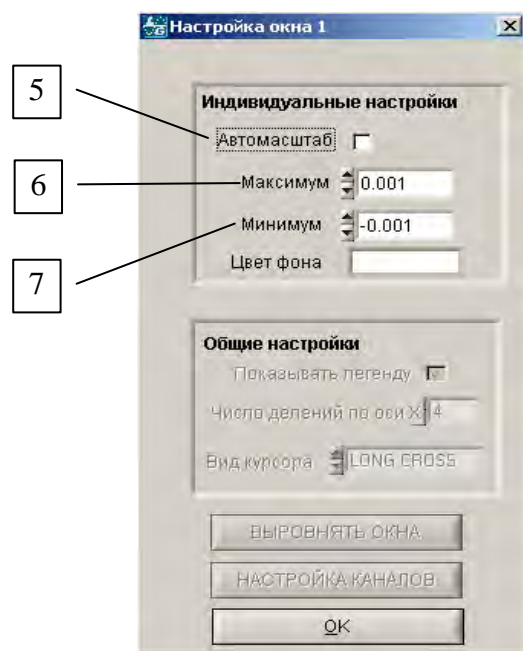 Настройка окна 1
5
Индивидуальные настройки
Автомасштаб
6
Максимум 0.001
Минимум -0.001
7
Цвет фона
Общие настройки
Показывать легенду
Число делений по оси X 4
Вид курсора LONG CROSS
ВЫРОВНЯТЬ ОКНА
НАСТРОЙКА КАНАЛОВ
OK